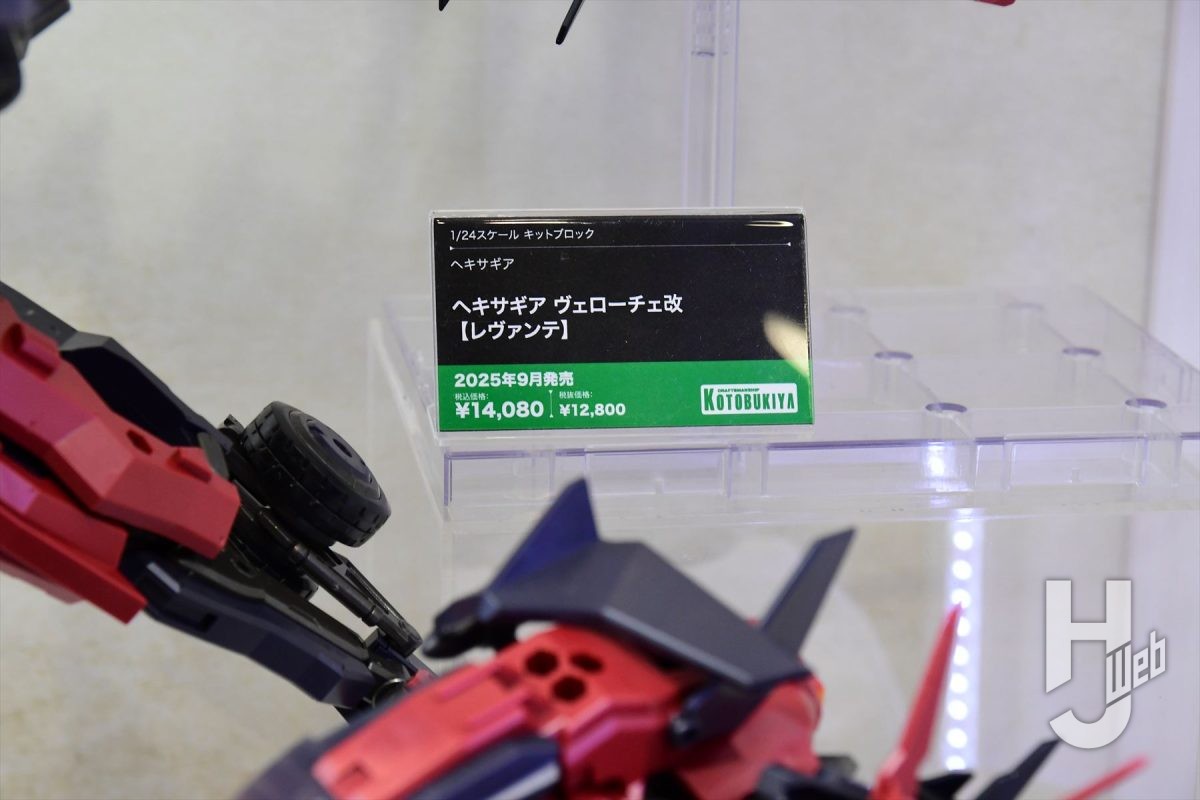 1/24スケール キットブロック
ヘキサギア
ヘキサギア ヴェローチェ改
【レヴァンテ】
2025年9月発売
税込価格: 税抜価格:
¥14,080 ¥12,800
CRAFTSMANSHIP
KOTOBUKIYA
HJ Web